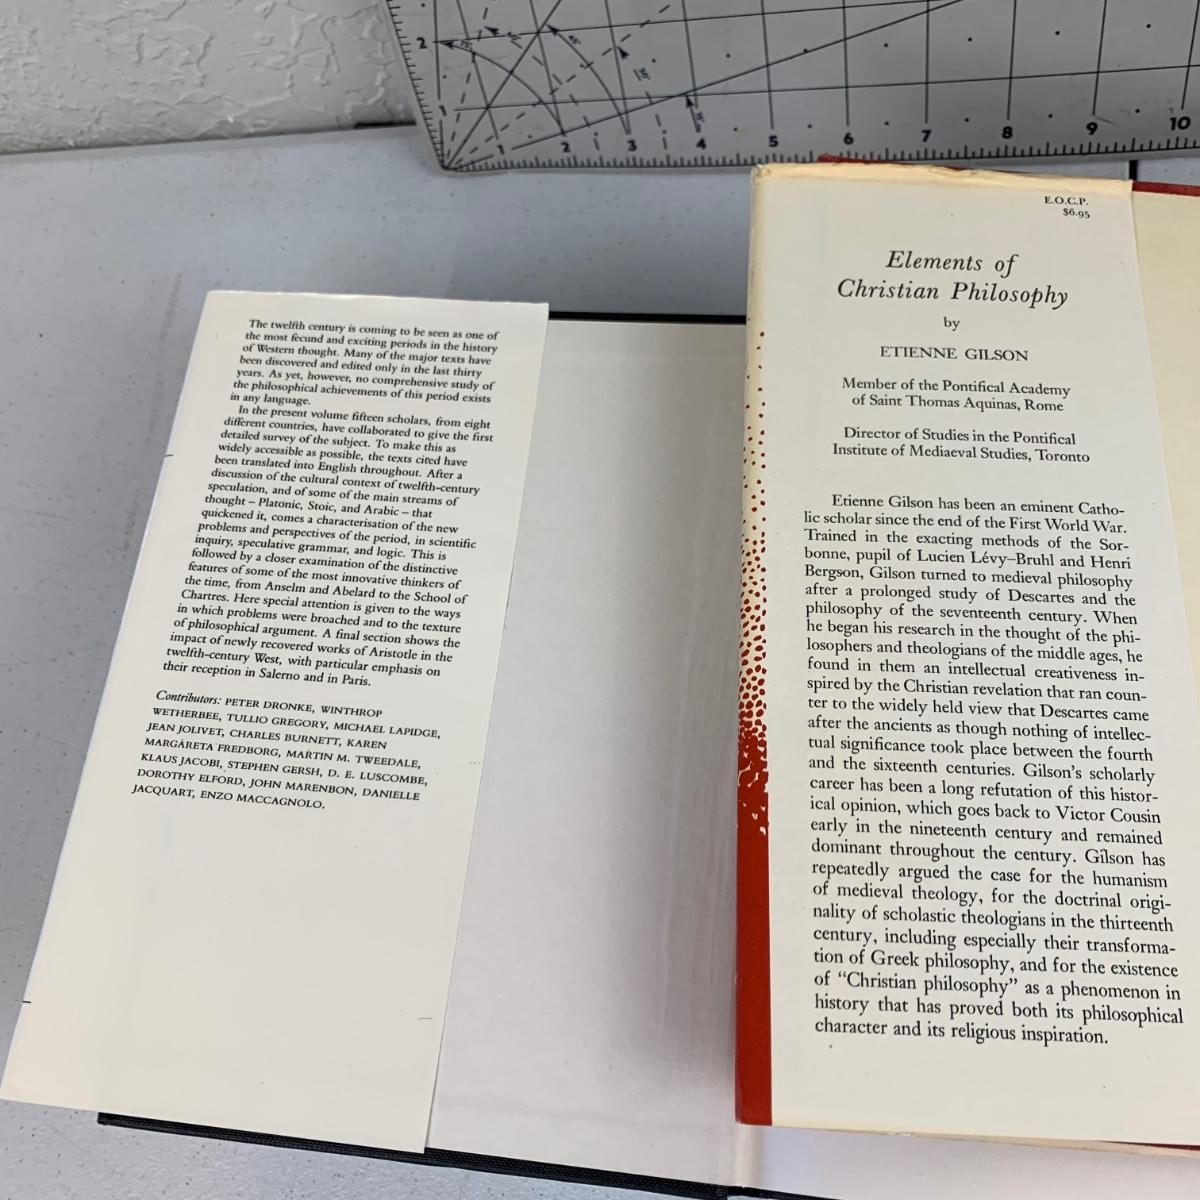 2
1
1
2
3
4
5
6
7
8
9
10
The twelfth century is coming to be seen as one of
the most fecund and exciting periods in the history
of Western thought. Many of the major texts have
been discovered and edited only in the last thirty
years. As yet, however, no comprehensive study of
the philosophical achievements of this period exists
in any language.
In the present volume fifteen scholars, from eight
different countries, have collaborated to give the first
detailed survey of the subject. To make this as
widely accessible as possible, the texts cited have
been translated into English throughout. After a
discussion of the cultural context of twelfth-century
speculation, and of some of the main streams of
thought – Platonic, Stoic, and Arabic – that
quickened it, comes a characterisation of the new
problems and perspectives of the period, in scientific
inquiry, speculative grammar, and logic. This is
followed by a closer examination of the distinctive
features of some of the most innovative thinkers of
the time, from Anselm and Abelard to the School of
Chartres. Here special attention is given to the ways
in which problems were broached and to the texture
of philosophical argument. A final section shows the
impact of newly recovered works of Aristotle in the
twelfth-century West, with particular emphasis on
their reception in Salerno and in Paris.
Contributors: PETER DRONKE, WINTHROP
WETHERBEE, TULLIO GREGORY, MICHAEL LAPIDGE,
JEAN JOLIVET, CHARLES BURNETT, KAREN
MARGARETA FREDBORG, MARTIN M. TWEEDALE,
KLAUS JACOBI, STEPHEN GERSH, D. E. LUSCOMBE,
DOROTHY ELFORD, JOHN MARENBON, DANIELLE
JACQUART, ENZO MACCAGNOLO.
E.O.C.P.
$6.95
Elements of
Christian Philosophy
by
ETIENNE GILSON
Member of the Pontifical Academy
of Saint Thomas Aquinas, Rome
Director of Studies in the Pontifical
Institute of Mediaeval Studies, Toronto
Etienne Gilson has been an eminent Catho-
lic scholar since the end of the First World War.
Trained in the exacting methods of the Sor-
bonne, pupil of Lucien Lévy–Bruhl and Henri
Bergson, Gilson turned to medieval philosophy
after a prolonged study of Descartes and the
philosophy of the seventeenth century. When
he began his research in the thought of the phi-
losophers and theologians of the middle ages, he
found in them an intellectual creativeness in-
spired by the Christian revelation that ran coun-
ter to the widely held view that Descartes came
after the ancients as though nothing of intellec-
tual significance took place between the fourth
and the sixteenth centuries. Gilson's scholarly
career has been a long refutation of this histor-
ical opinion, which goes back to Victor Cousin
early in the nineteenth century and remained
dominant throughout the century. Gilson has
repeatedly argued the case for the humanism
of medieval theology, for the doctrinal origi-
nality of scholastic theologians in the thirteenth
century, including especially their transforma-
tion of Greek philosophy, and for the existence
of "Christian philosophy" as a phenomenon in
history that has proved both its philosophical
character and its religious inspiration.